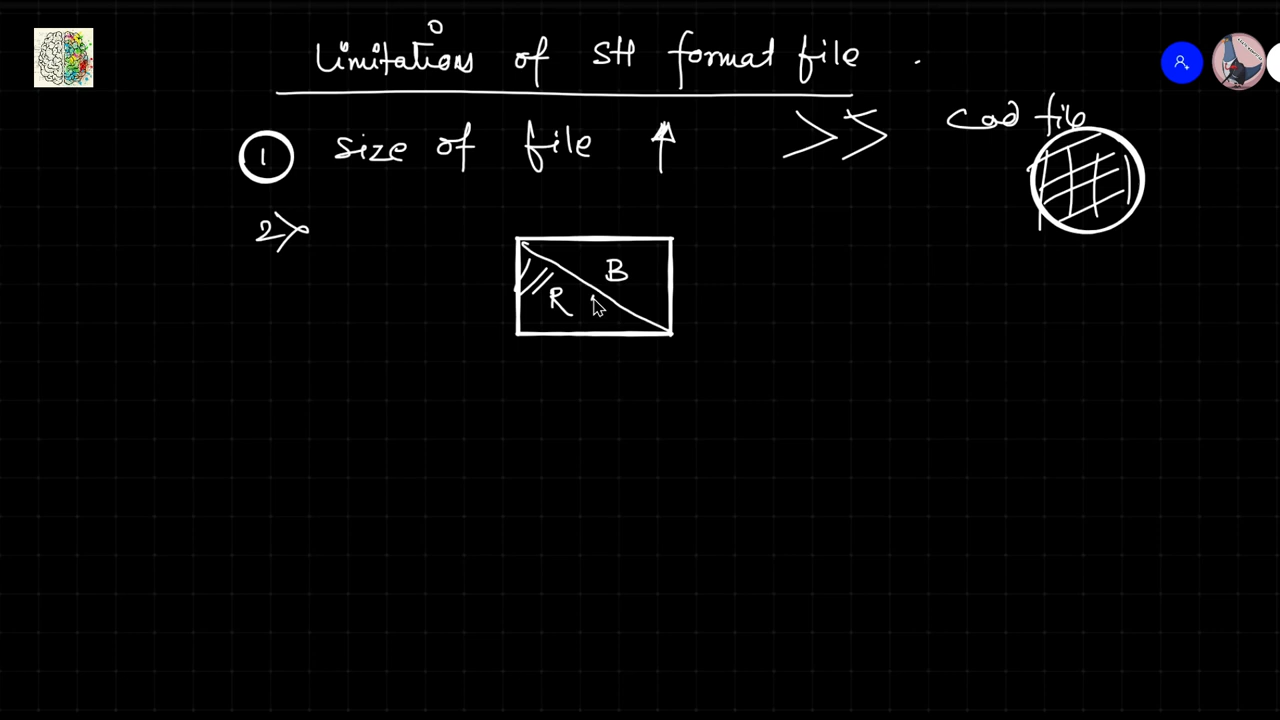 Limitations of Stl format file .
1 size of file ↑ >> Cad file
2>
B
R